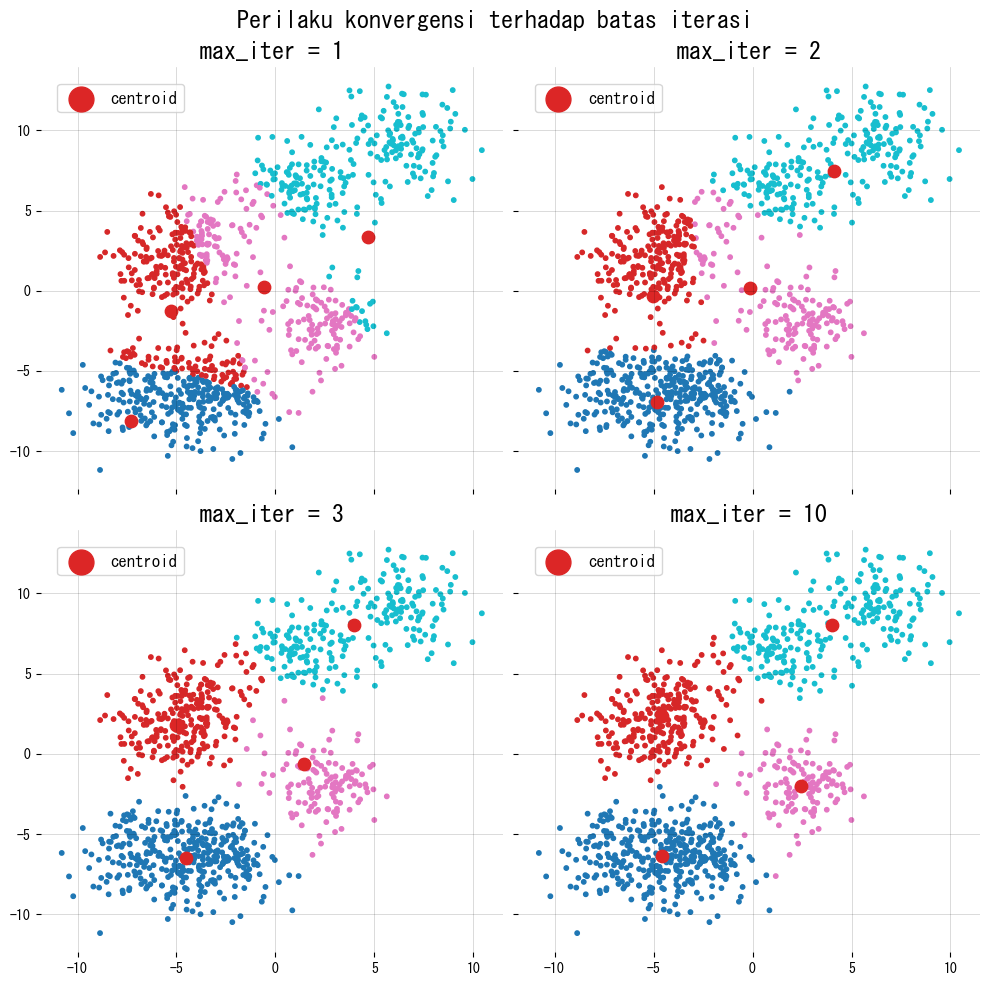 Perilaku konvergensi terhadap batas iterasi
max_iter = 1
max_iter = 2
centroid
centroid
10
5
0
−5
−10
max_iter = 3
max_iter = 10
centroid
centroid
10
5
0
−5
−10
−10 −5 0 5 10
−10 −5 0 5 10